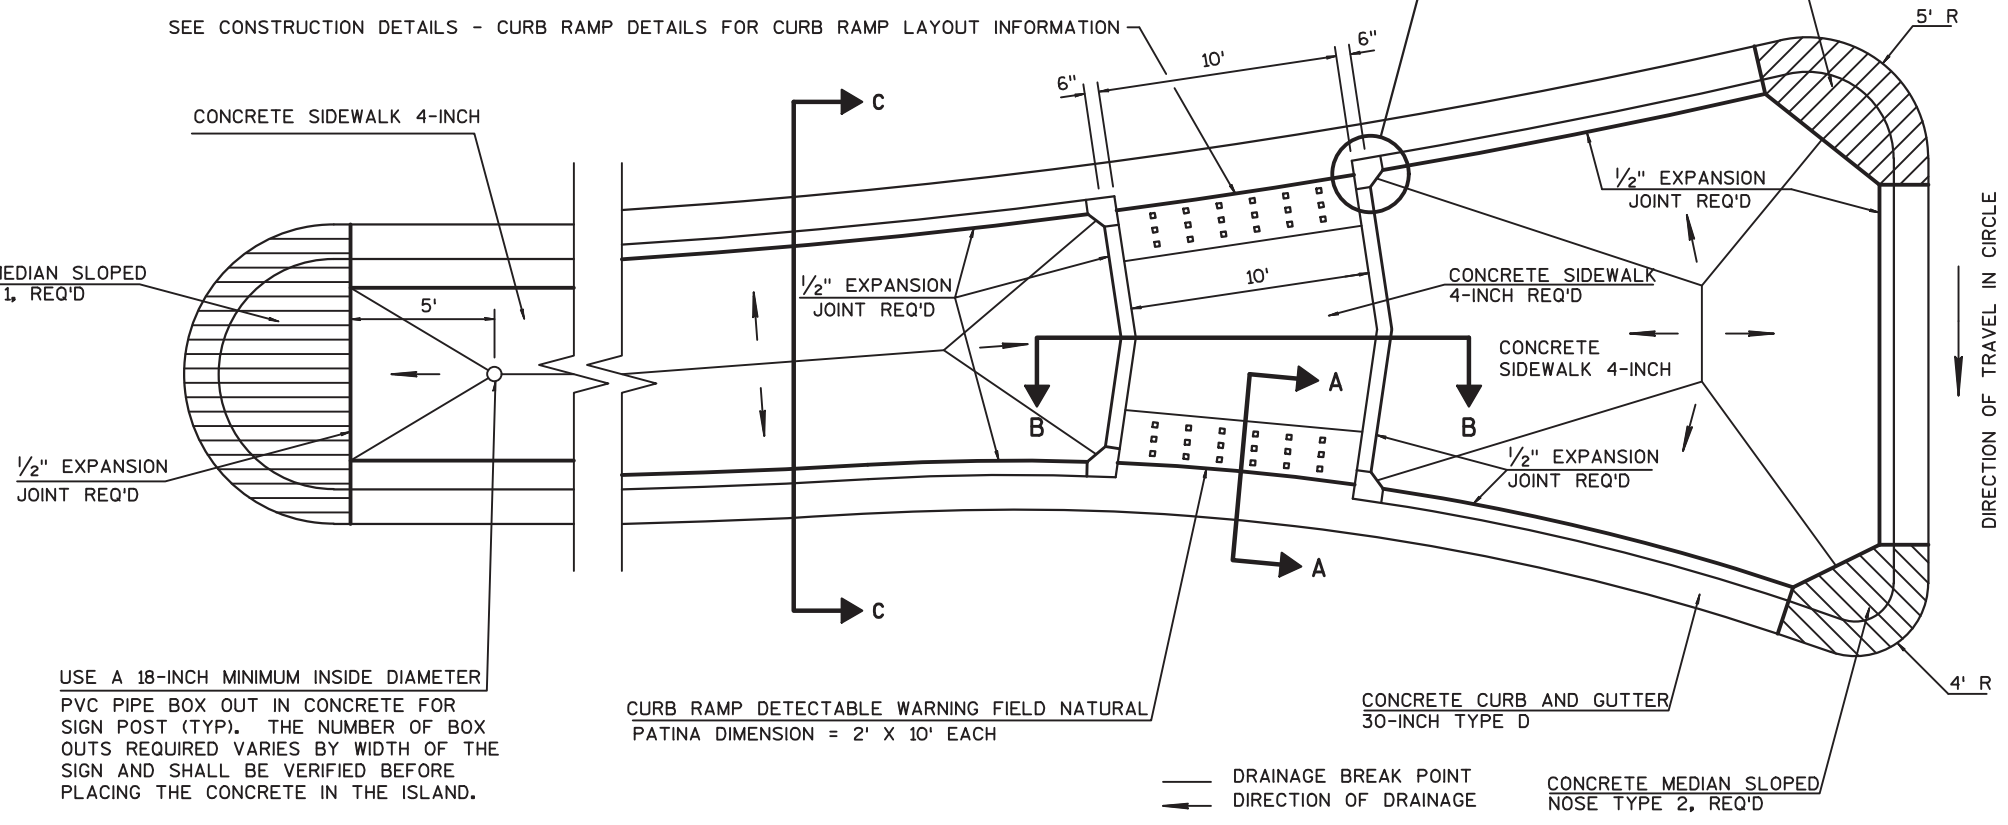 SEE CONSTRUCTION DETAILS - CURB RAMP DETAILS FOR CURB RAMP LAYOUT INFORMATION
5' R
6"
10'
6"
C
CONCRETE SIDEWALK 4-INCH
1/2" EXPANSION
JOINT REQ'D
DIRECTION OF TRAVEL IN CIRCLE
MEDIAN SLOPED
1, REQ'D
5'
1/2" EXPANSION
JOINT REQ'D
10'
CONCRETE SIDEWALK
4-INCH REQ'D
CONCRETE
SIDEWALK 4-INCH
A
B
B
1/2" EXPANSION
JOINT REQ'D
1/2" EXPANSION
JOINT REQ'D
A
C
4' R
USE A 18-INCH MINIMUM INSIDE DIAMETER
PVC PIPE BOX OUT IN CONCRETE FOR
SIGN POST (TYP). THE NUMBER OF BOX
OUTS REQUIRED VARIES BY WIDTH OF THE
SIGN AND SHALL BE VERIFIED BEFORE
PLACING THE CONCRETE IN THE ISLAND.
CURB RAMP DETECTABLE WARNING FIELD NATURAL
PATINA DIMENSION = 2' X 10' EACH
CONCRETE CURB AND GUTTER
30-INCH TYPE D
DRAINAGE BREAK POINT
DIRECTION OF DRAINAGE
CONCRETE MEDIAN SLOPED
NOSE TYPE 2, REQ'D